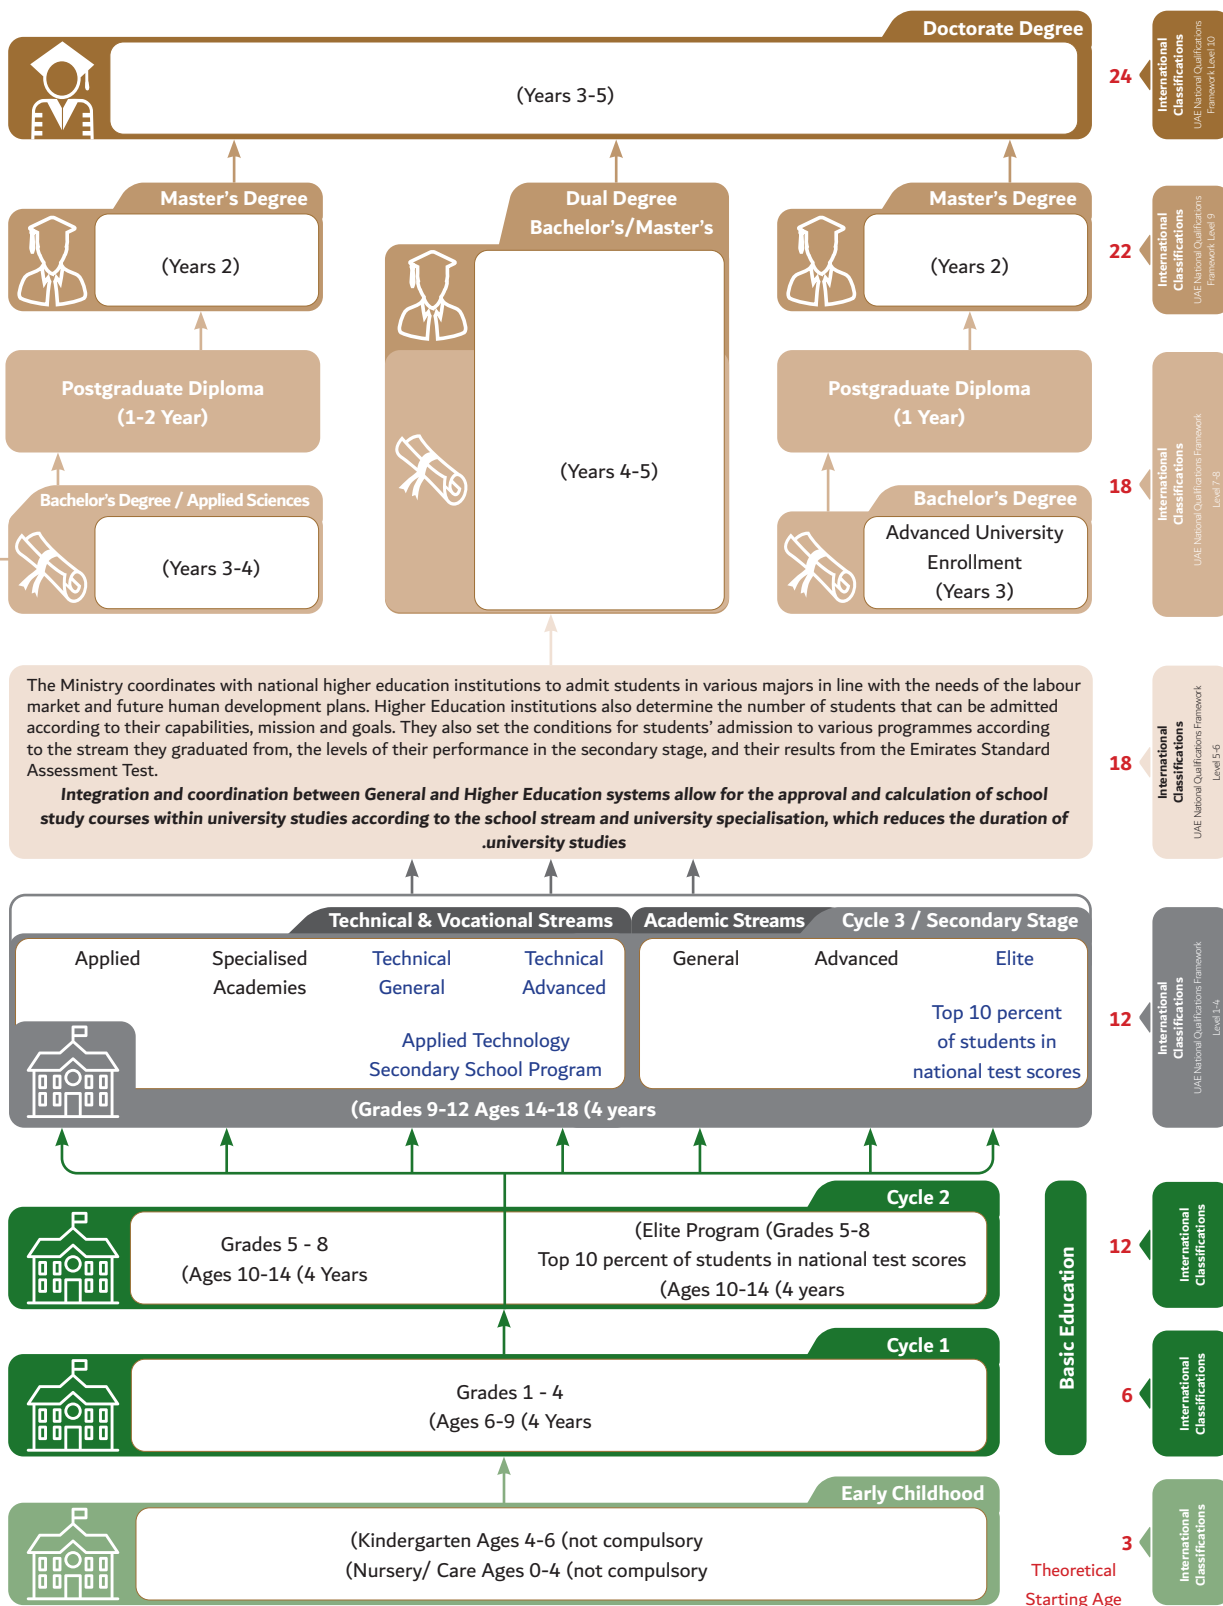 Doctorate Degree
(Years 3-5)
24
International
Classifications
UAE National Qualifications
Framework Level 10
Master's Degree
(Years 2)
Dual Degree
Bachelor's/Master's
(Years 4-5)
Master's Degree
(Years 2)
22
International
Classifications
UAE National Qualifications
Framework Level 9
Postgraduate Diploma
(1-2 Year)
Postgraduate Diploma
(1 Year)
Bachelor's Degree / Applied Sciences
(Years 3-4)
Bachelor's Degree
Advanced University
Enrollment
(Years 3)
18
International
Classifications
UAE National Qualifications Framework
Level 7-8
The Ministry coordinates with national higher education institutions to admit students in various majors in line with the needs of the labour
market and future human development plans. Higher Education institutions also determine the number of students that can be admitted
according to their capabilities, mission and goals. They also set the conditions for students' admission to various programmes according
to the stream they graduated from, the levels of their performance in the secondary stage, and their results from the Emirates Standard
Assessment Test.
Integration and coordination between General and Higher Education systems allow for the approval and calculation of school
study courses within university studies according to the school stream and university specialisation, which reduces the duration of
.university studies
18
International
Classifications
UAE National Qualifications Framework
Level 5-6
Technical & Vocational Streams
Academic Streams
Cycle 3 / Secondary Stage
Applied
Specialised
Academies
Technical
General
Technical
Advanced
Applied Technology
Secondary School Program
General
Advanced
Elite
Top 10 percent
of students in
national test scores
(Grades 9-12 Ages 14-18 (4 years
12
International
Classifications
UAE National Qualifications Framework
Level 1-4
Cycle 2
Grades 5 - 8
(Ages 10-14 (4 Years
(Elite Program (Grades 5-8
Top 10 percent of students in national test scores
(Ages 10-14 (4 years
12
International
Classifications
Basic Education
Cycle 1
Grades 1 - 4
(Ages 6-9 (4 Years
6
International
Classifications
Early Childhood
(Kindergarten Ages 4-6 (not compulsory
(Nursery/ Care Ages 0-4 (not compulsory
3
International
Classifications
Theoretical
Starting Age